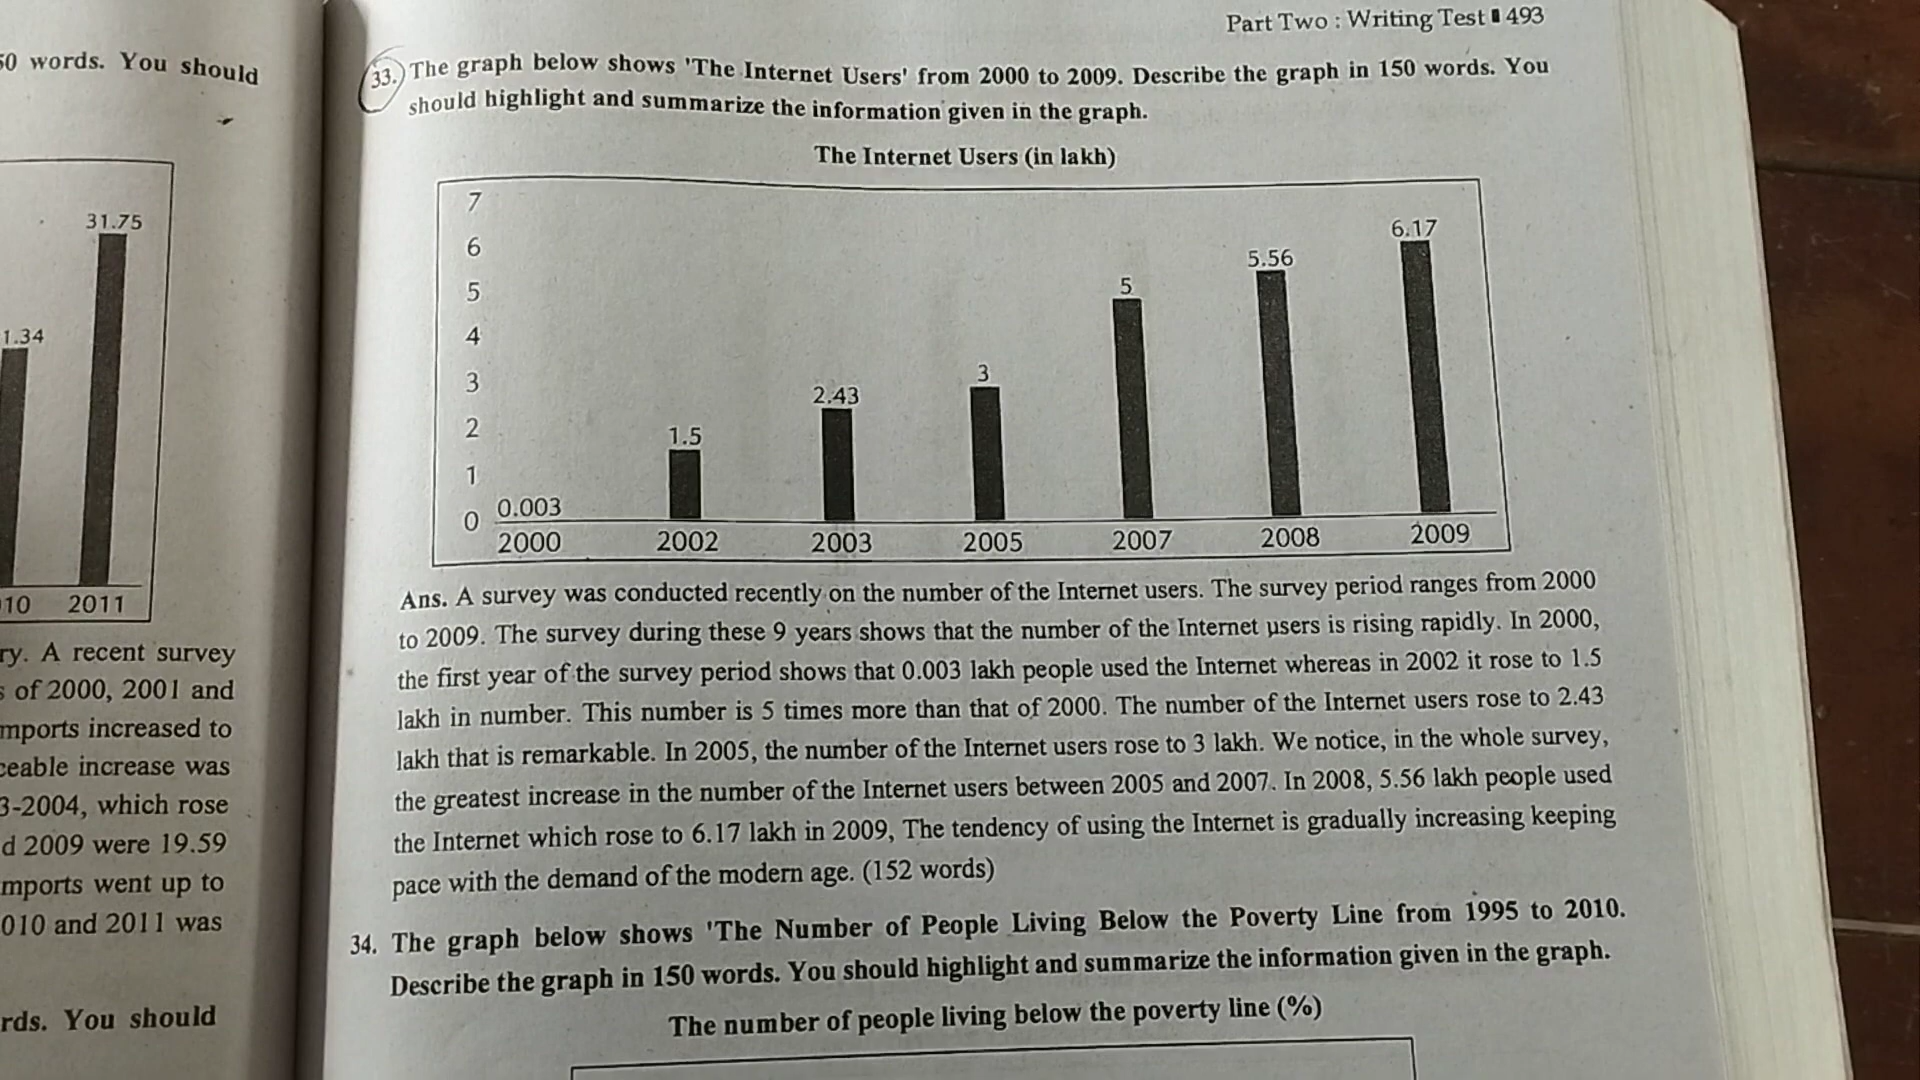 50 words. You should
31.75
1.34
10 2011
ry. A recent survey
s of 2000, 2001 and
mports increased to
ceable increase was
3-2004, which rose
d 2009 were 19.59
mports went up to
010 and 2011 was
rds. You should
Part Two : Writing Test 493
33. The graph below shows 'The Internet Users' from 2000 to 2009. Describe the graph in 150 words. You
should highlight and summarize the information given in the graph.
The Internet Users (in lakh)
7
6
5
4
3
2
1
0
0.003 1.5 2.43 3 5 5.56 6.17
2000 2002 2003 2005 2007 2008 2009
Ans. A survey was conducted recently on the number of the Internet users. The survey period ranges from 2000
to 2009. The survey during these 9 years shows that the number of the Internet users is rising rapidly. In 2000,
the first year of the survey period shows that 0.003 lakh people used the Internet whereas in 2002 it rose to 1.5
lakh in number. This number is 5 times more than that of 2000. The number of the Internet users rose to 2.43
lakh that is remarkable. In 2005, the number of the Internet users rose to 3 lakh. We notice, in the whole survey,
the greatest increase in the number of the Internet users between 2005 and 2007. In 2008, 5.56 lakh people used
the Internet which rose to 6.17 lakh in 2009, The tendency of using the Internet is gradually increasing keeping
pace with the demand of the modern age. (152 words)
34. The graph below shows 'The Number of People Living Below the Poverty Line from 1995 to 2010.
Describe the graph in 150 words. You should highlight and summarize the information given in the graph.
The number of people living below the poverty line (%)